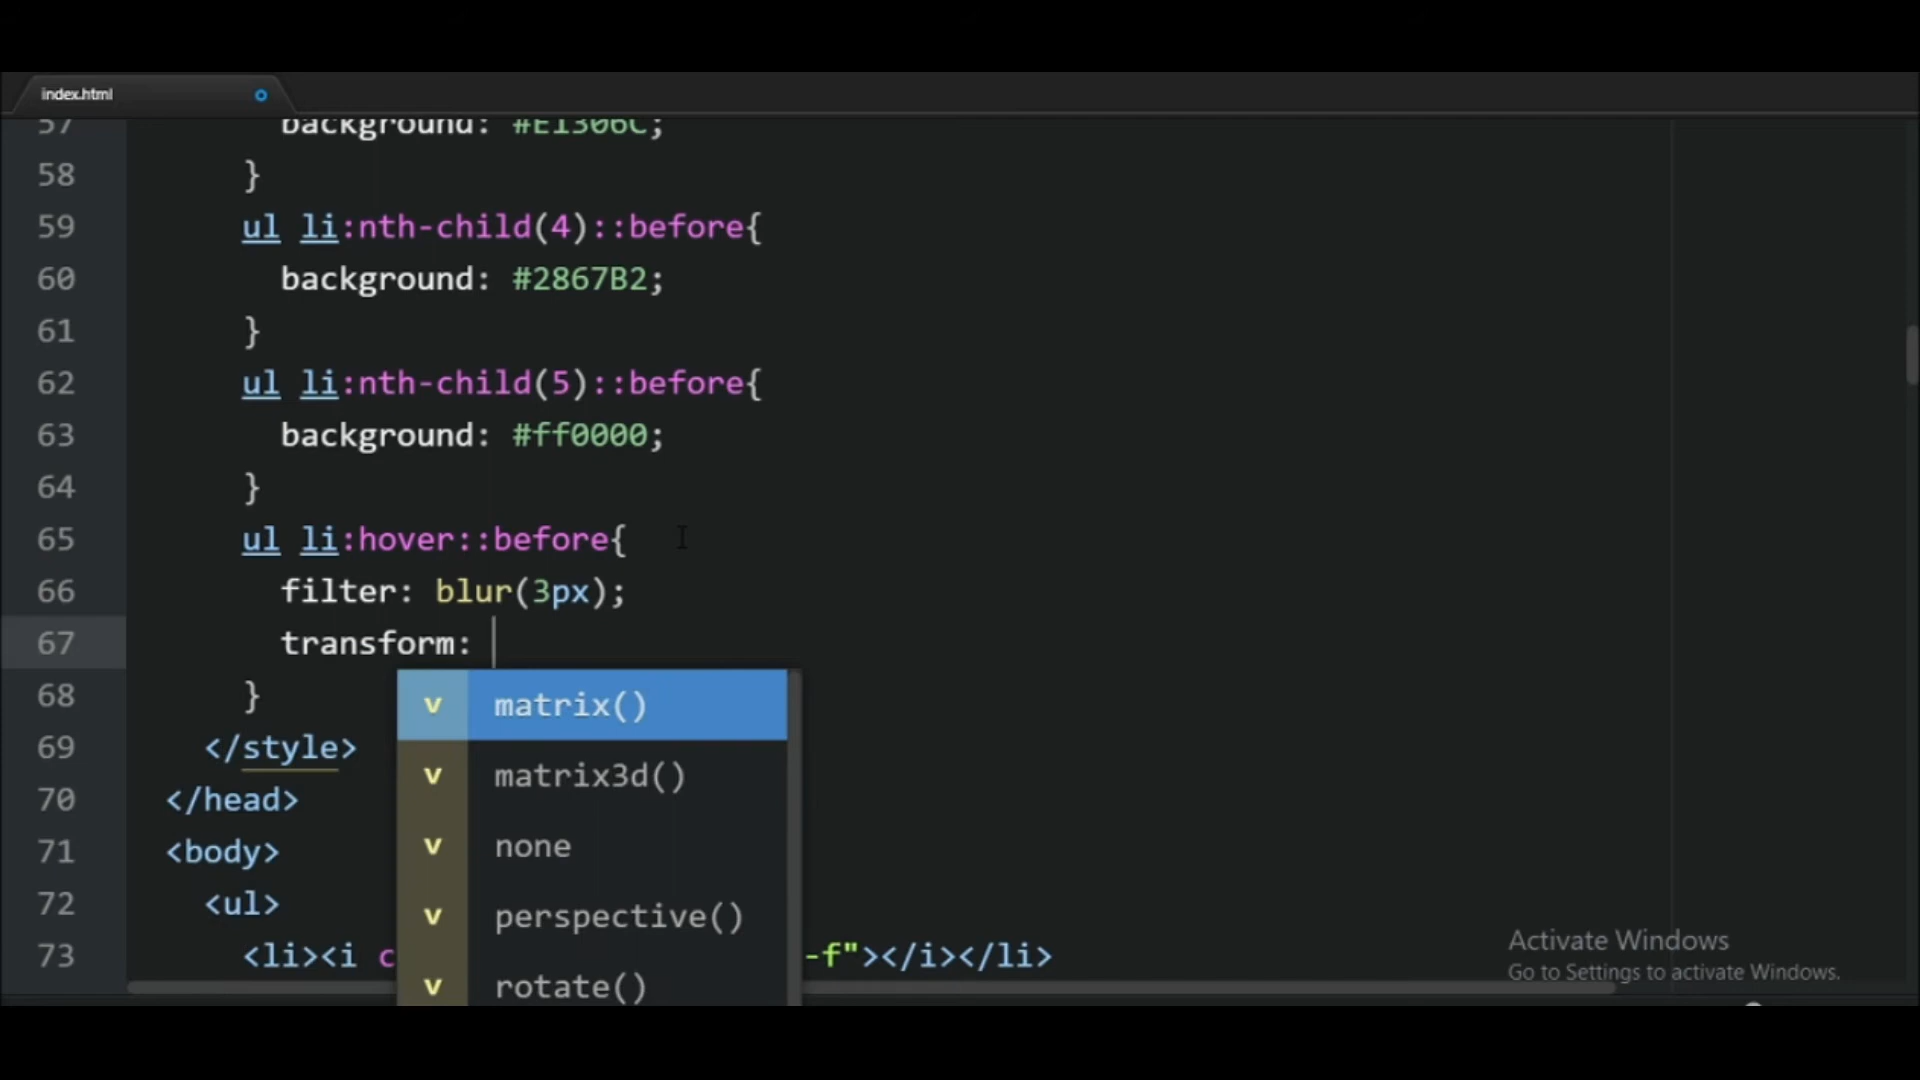 index.html
57 background: #E1306C;
58 }
59 ul li:nth-child(4)::before{
60 background: #2867B2;
61 }
62 ul li:nth-child(5)::before{
63 background: #ff0000;
64 }
65 ul li:hover::before{
66 filter: blur(3px);
67 transform:
v matrix()
68 }
69 </style>
v matrix3d()
70 </head>
71 <body>
v none
72 <ul>
v perspective()
73 <li><i c -f"></i></li>
v rotate()
Activate Windows
Go to Settings to activate Windows.